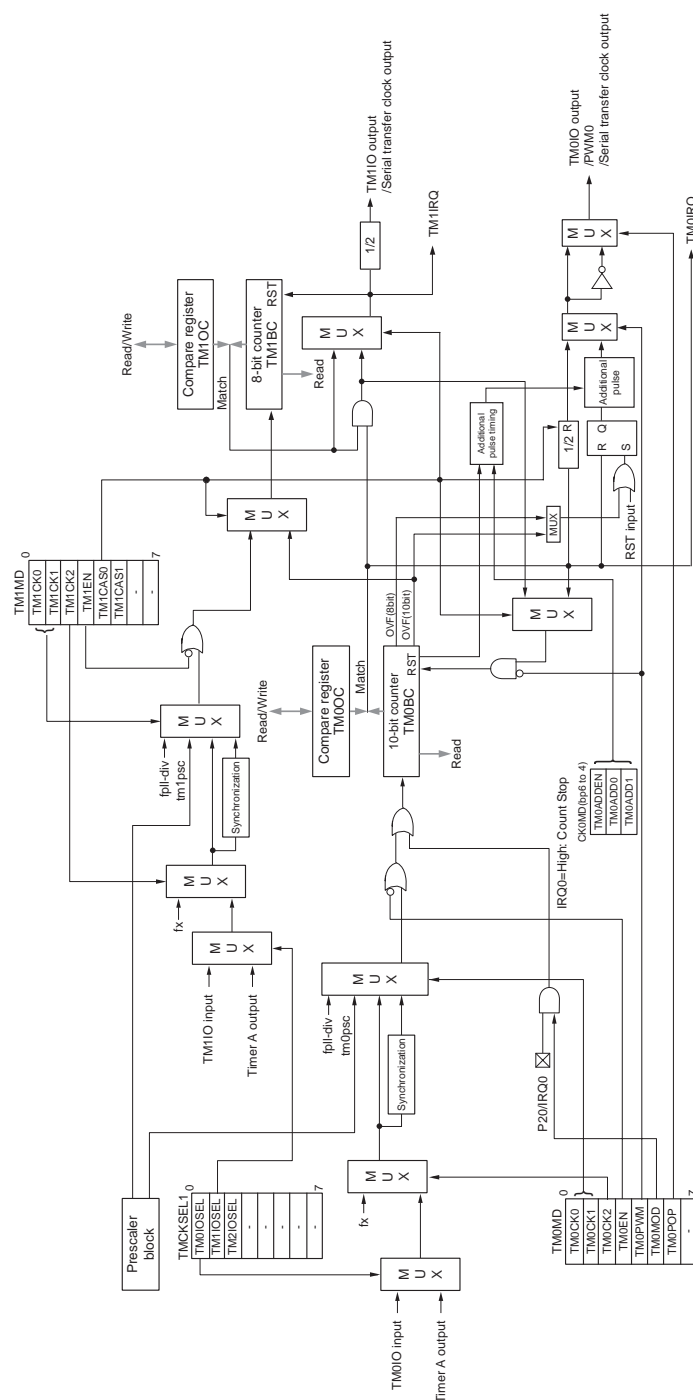 TM1MD
0
TM1CK0
TM1CK1
TM1CK2
TM1EN
TM1CAS0
TM1CAS1
-
-
7
Read/Write
Compare register
TM1OC
Match
8-bit counter
TM1BC
RST
Read
M U X
M U X
1/2
TM1IO output
/Serial transfer clock output
TM1IRQ
fpll-div
tm1psc
M U X
Synchronization
fx
M U X
TM1IO input
Timer A output
M U X
Prescaler
block
TMCKSEL1
0
TM0IOSEL
TM1IOSEL
TM2IOSEL
-
-
-
-
-
7
TM0IO input
Timer A output
M U X
fx
M U X
Synchronization
fpll-div
tm0psc
M U X
Read/Write
Compare register
TM0OC
Match
10-bit counter
TM0BC
RST
Read
OVF(8bit)
OVF(10bit)
M U X
MUX
Additional
pulse timing
1/2 R
R Q
S
RST input
Additional
pulse
M U X
M U X
TM0IO output
/PWM0
/Serial transfer clock output
TM0IRQ
P20/IRQ0
IRQ0=High: Count Stop
CK0MD(bp6 to 4)
TM0ADDEN
TM0ADD0
TM0ADD1
TM0MD
0
TM0CK0
TM0CK1
TM0CK2
TM0EN
TM0PWM
TM0MOD
TM0POP
-
7